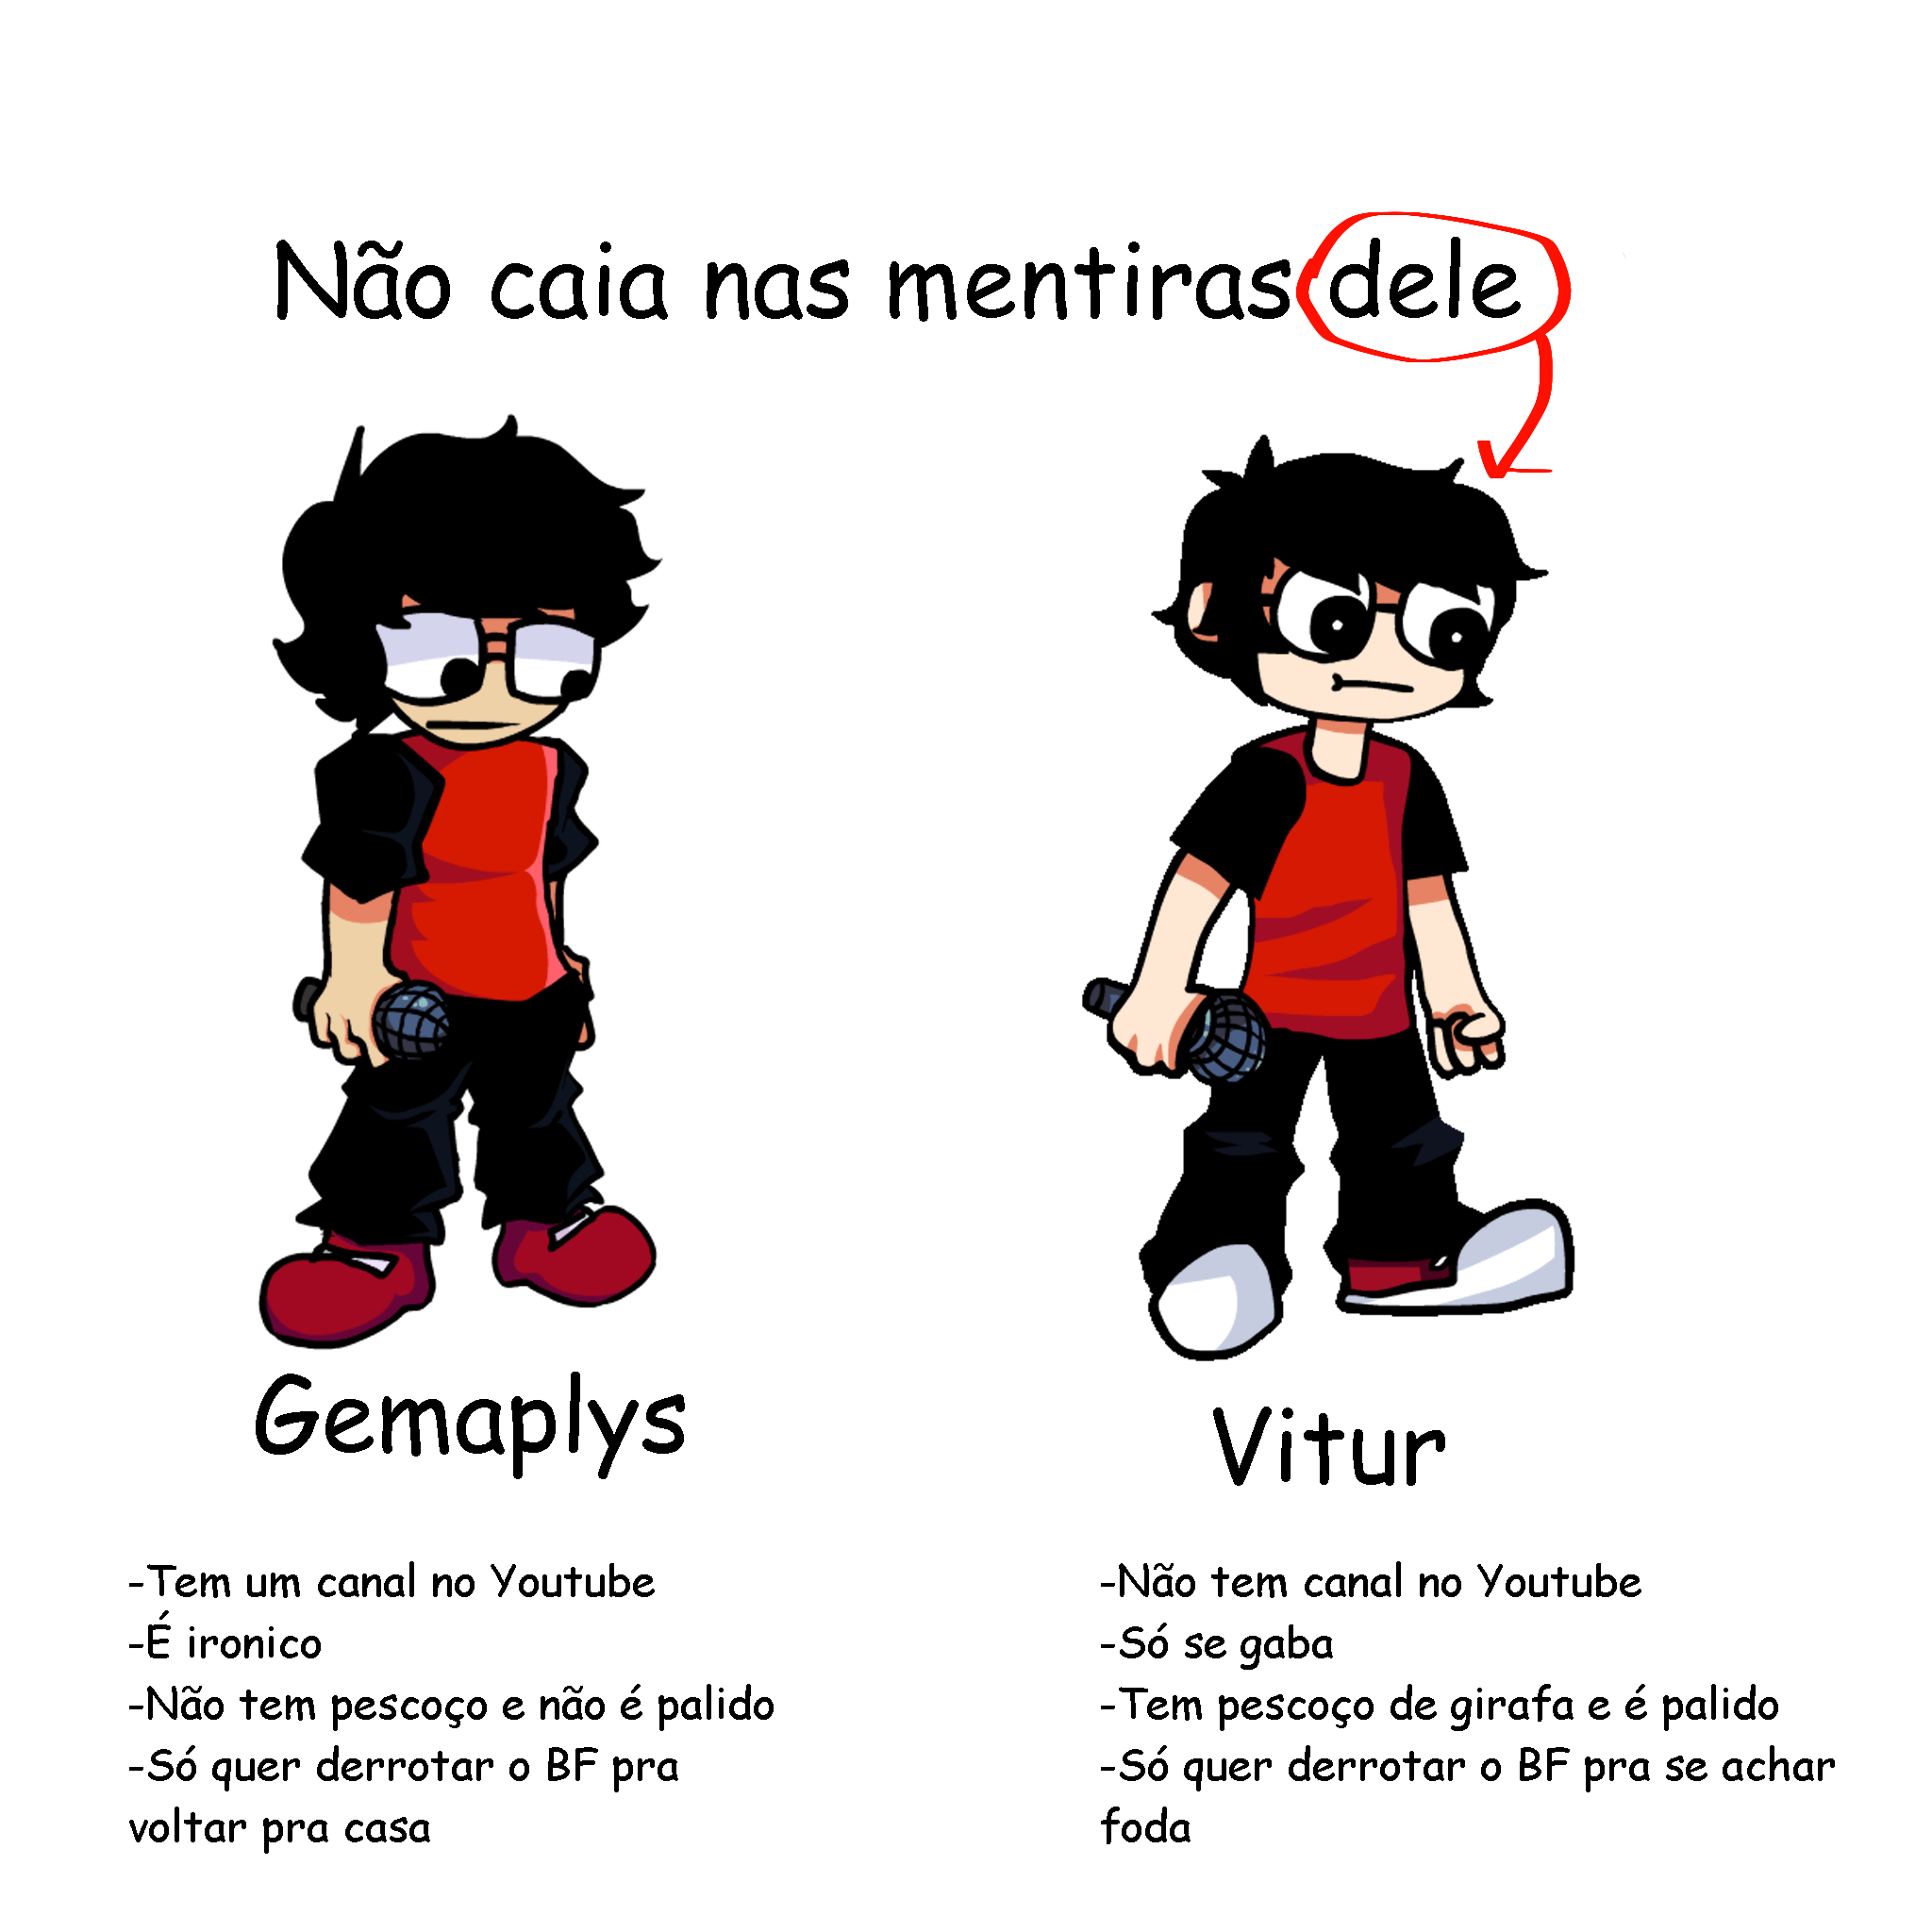 Não caia nas mentiras dele
Gemaplys
Vitur
-Tem um canal no Youtube
-É ironico
-Não tem pescoço e não é palido
-Só quer derrotar o BF pra
voltar pra casa
-Não tem canal no Youtube
-Só se gaba
-Tem pescoço de girafa e é palido
-Só quer derrotar o BF pra se achar
foda